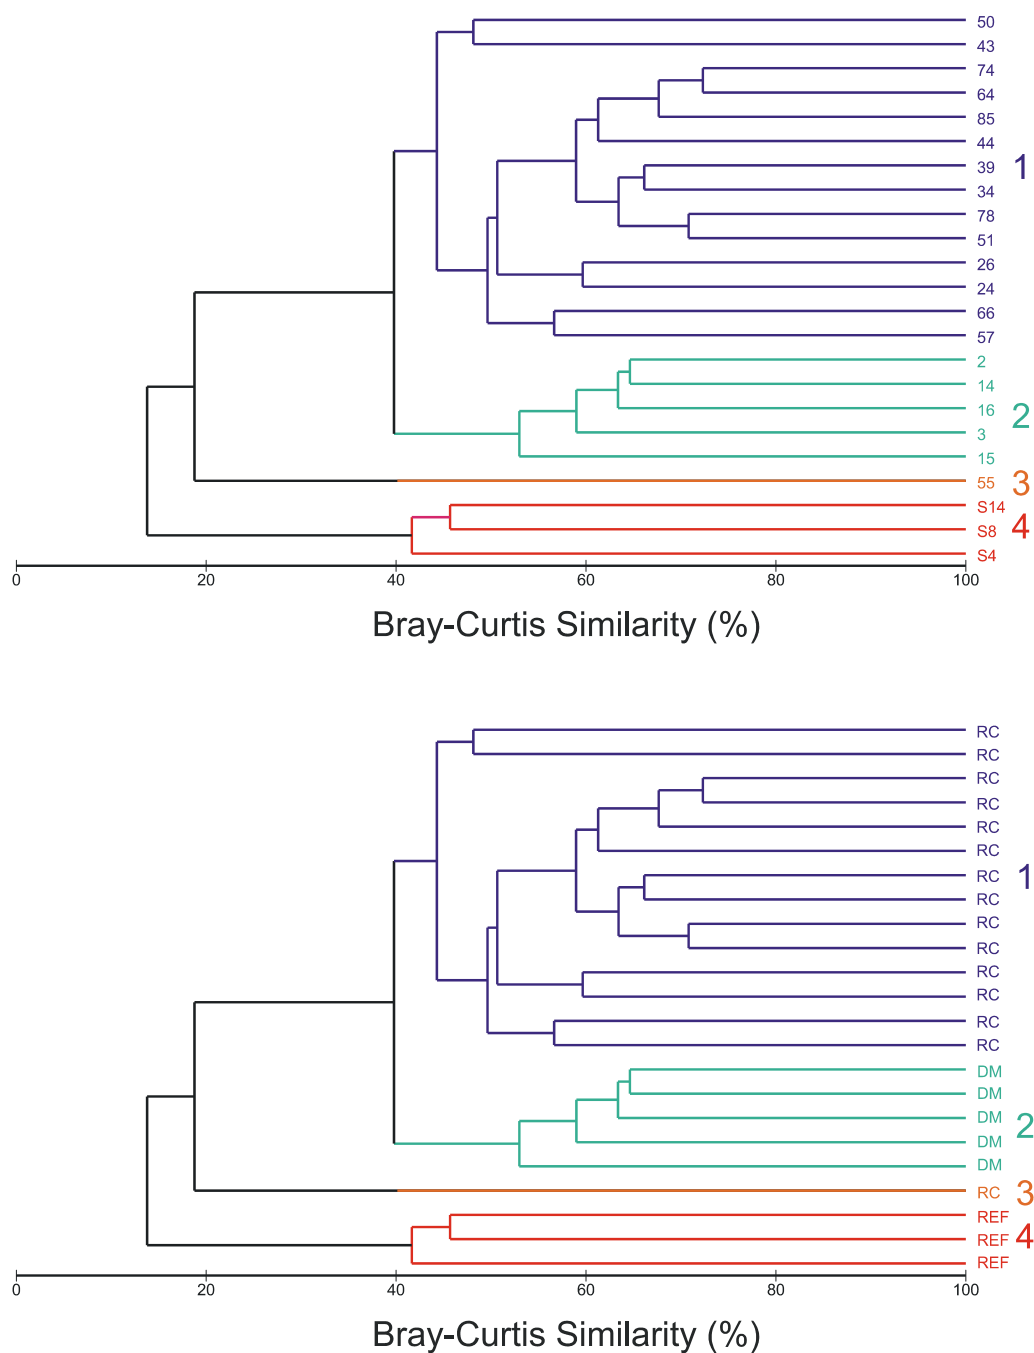 50
43
74
64
85
44
39
1
34
78
51
26
24
66
57
2
14
16
2
3
15
55
3
S14
S8
4
S4
0 20 40 60 80 100
Bray-Curtis Similarity (%)
RC
RC
RC
RC
RC
RC
RC
1
RC
RC
RC
RC
RC
RC
RC
DM
DM
DM
2
DM
DM
RC
3
REF
REF
4
REF
0 20 40 60 80 100
Bray-Curtis Similarity (%)